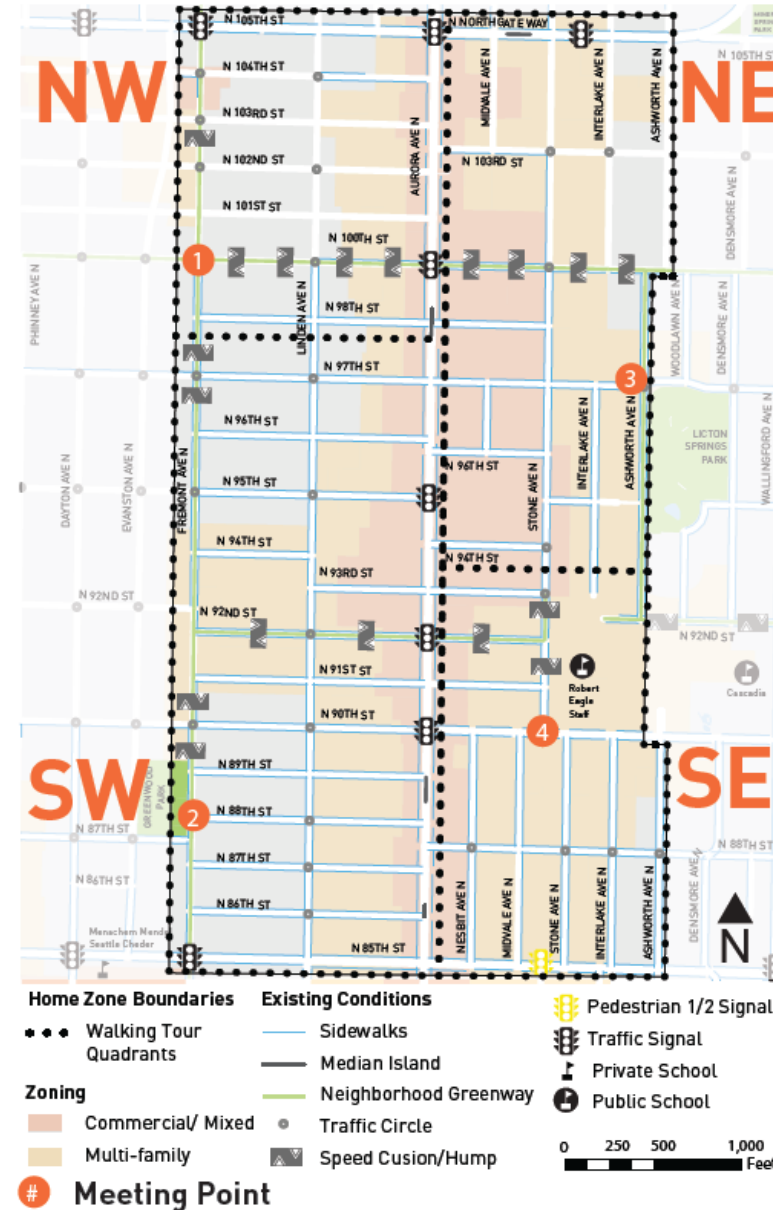 N 105TH ST
N NORTHGATE WAY
NW
NE
N 104TH ST
N 105TH ST
MIDVALE AVE N
INTERLAKE AVE N
ASHWORTH AVE N
N 103RD ST
AURORA AVE N
N 102ND ST
N 103RD ST
N 101ST ST
DENSMORE AVE N
N 100TH ST
1
PHINNEY AVE N
LINDEN AVE N
N 98TH ST
WOODLAWN AVE N
DENSMORE AVE N
N 97TH ST
3
N 96TH ST
INTERLAKE AVE N
ASHWORTH AVE N
LICTON
SPRINGS
PARK
WALLINGFORD AVE N
DAYTON AVE N
EVANSTON AVE N
FREMONT AVE N
N 96TH ST
STONE AVE N
N 95TH ST
N 94TH ST
N 94TH ST
N 93RD ST
N 92ND ST
N 92ND ST
N 92ND ST
N 91ST ST
Robert
Eagle
Staff
Cascadia
N 90TH ST
4
SW
SE
N 89TH ST
GREENWOOD
PARK
2
N 88TH ST
N 87TH ST
N 88TH ST
N 87TH ST
N 86TH ST
N 86TH ST
NESBIT AVE N
MIDVALE AVE N
STONE AVE N
INTERLAKE AVE N
ASHWORTH AVE N
DENSMORE AVE N
Menachem Mendel
Seattle Cheder
N 85TH ST
N
Home Zone Boundaries
Walking Tour
Quadrants
Zoning
Commercial/ Mixed
Multi-family
# Meeting Point
Existing Conditions
Sidewalks
Median Island
Neighborhood Greenway
Traffic Circle
Speed Cusion/Hump
Pedestrian 1/2 Signal
Traffic Signal
Private School
Public School
0 250 500 1,000
Feet